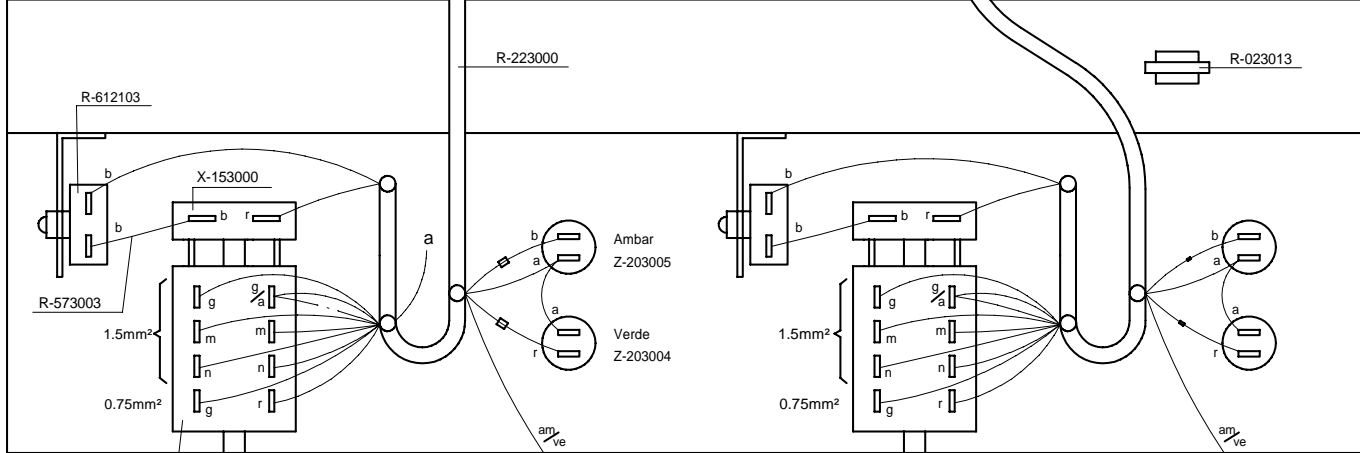 R-223000
R-023013
R-612103
b
X-153000
b
r
b
a
b
a
Ambar
Z-203005
R-573003
g
g/a
1.5mm²
m
m
n
n
0.75mm²
g
r
a
r
Verde
Z-203004
am/ve
b
b
b
r
b
a
g
g/a
1.5mm²
m
m
n
n
0.75mm²
g
r
a
r
am/ve